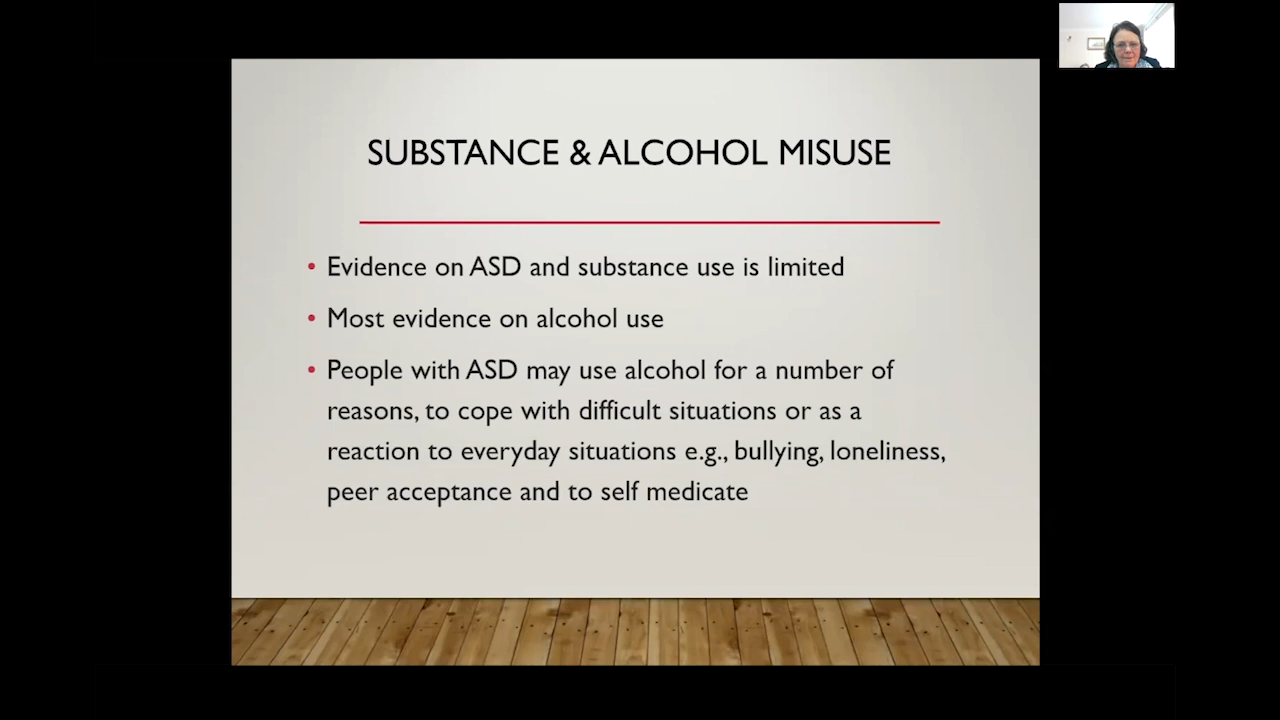 SUBSTANCE & ALCOHOL MISUSE
• Evidence on ASD and substance use is limited
• Most evidence on alcohol use
• People with ASD may use alcohol for a number of
reasons, to cope with difficult situations or as a
reaction to everyday situations e.g., bullying, loneliness,
peer acceptance and to self medicate